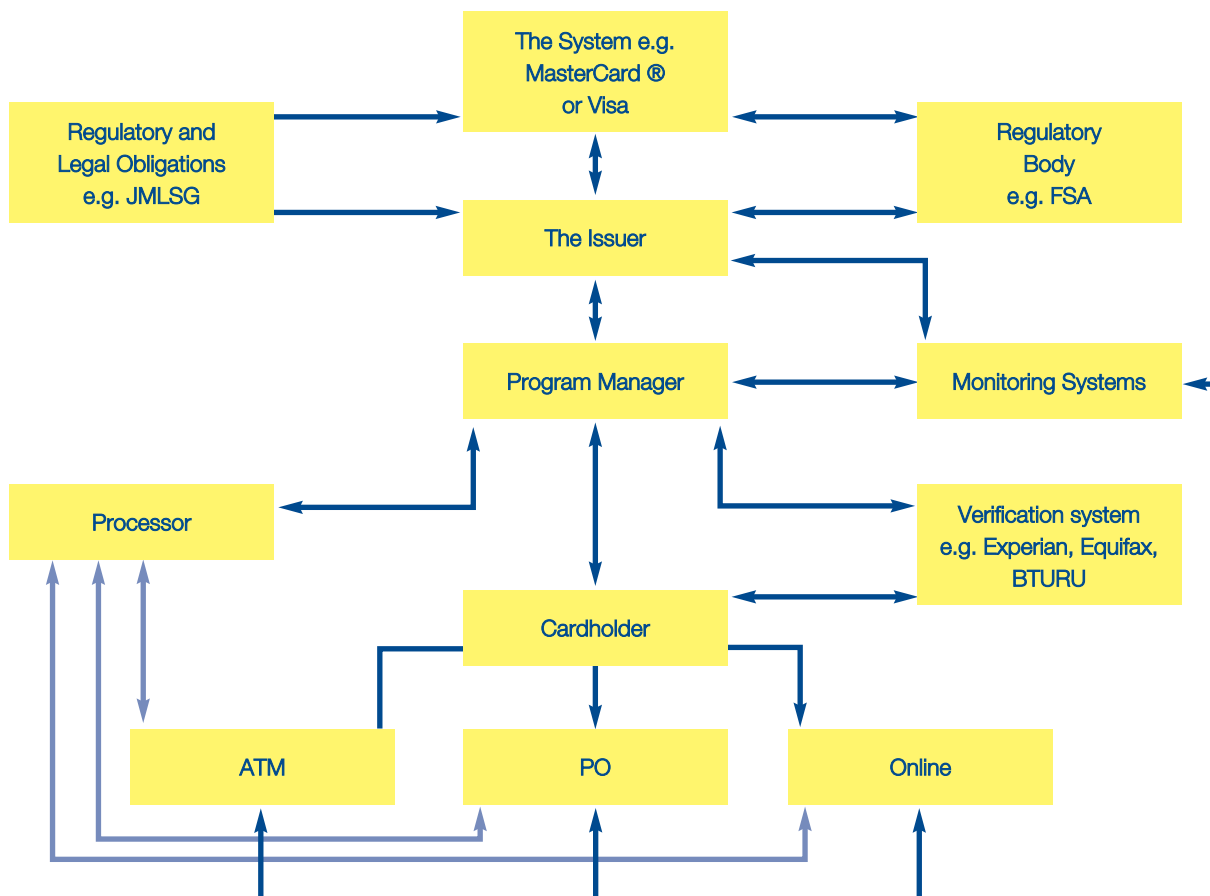 The System e.g.
MasterCard ®
or Visa
Regulatory and
Legal Obligations
e.g. JMLSG
Regulatory
Body
e.g. FSA
The Issuer
Program Manager
Monitoring Systems
Processor
Verification system
e.g. Experian, Equifax,
BTURU
Cardholder
ATM
PO
Online